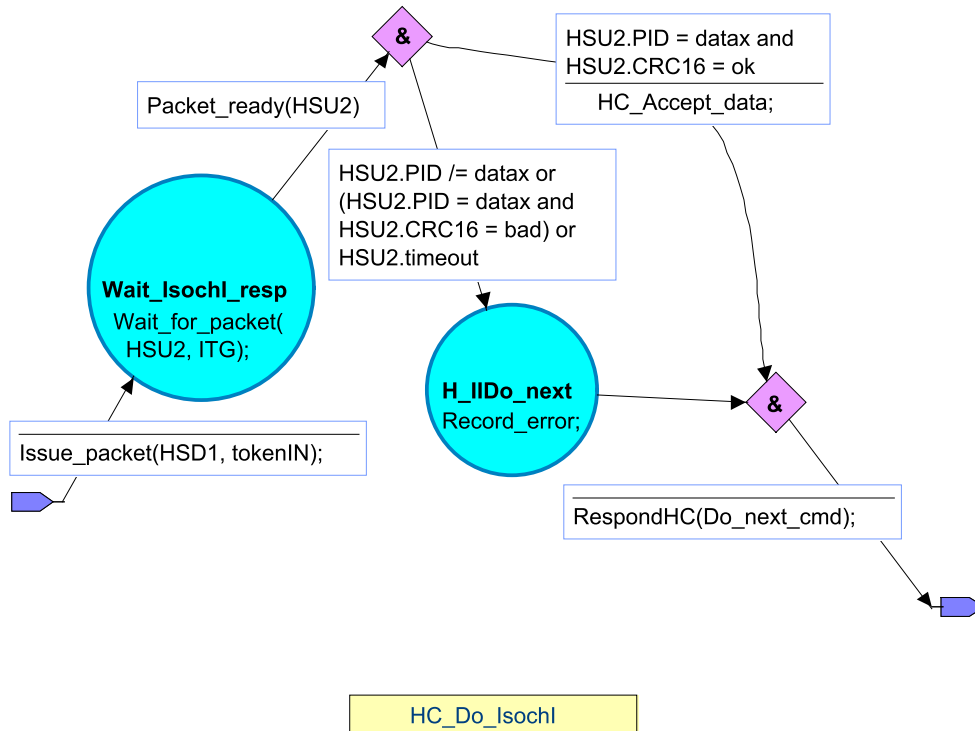 &
HSU2.PID = datax and
HSU2.CRC16 = ok
HC_Accept_data;
Packet_ready(HSU2)
HSU2.PID /= datax or
(HSU2.PID = datax and
HSU2.CRC16 = bad) or
HSU2.timeout
Wait_IsochI_resp
Wait_for_packet(
HSU2, ITG);
H_IIDo_next
Record_error;
&
Issue_packet(HSD1, tokenIN);
RespondHC(Do_next_cmd);
HC_Do_IsochI